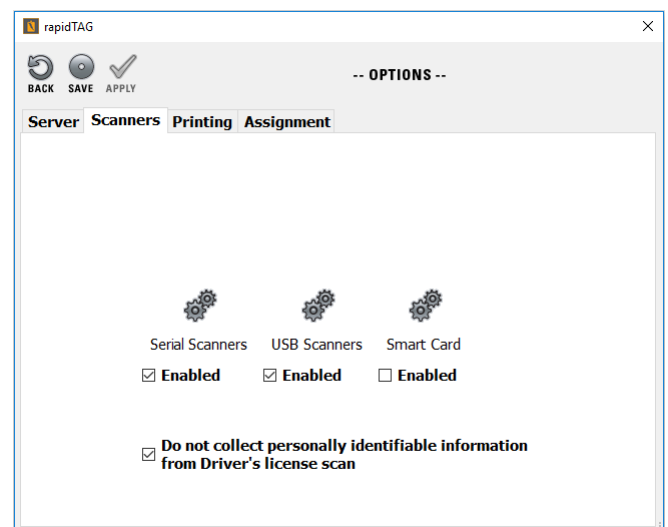 rapidTAG
-- OPTIONS --
BACK SAVE APPLY
Server Scanners Printing Assignment
Serial Scanners USB Scanners Smart Card
Enabled Enabled Enabled
Do not collect personally identifiable information
from Driver's license scan